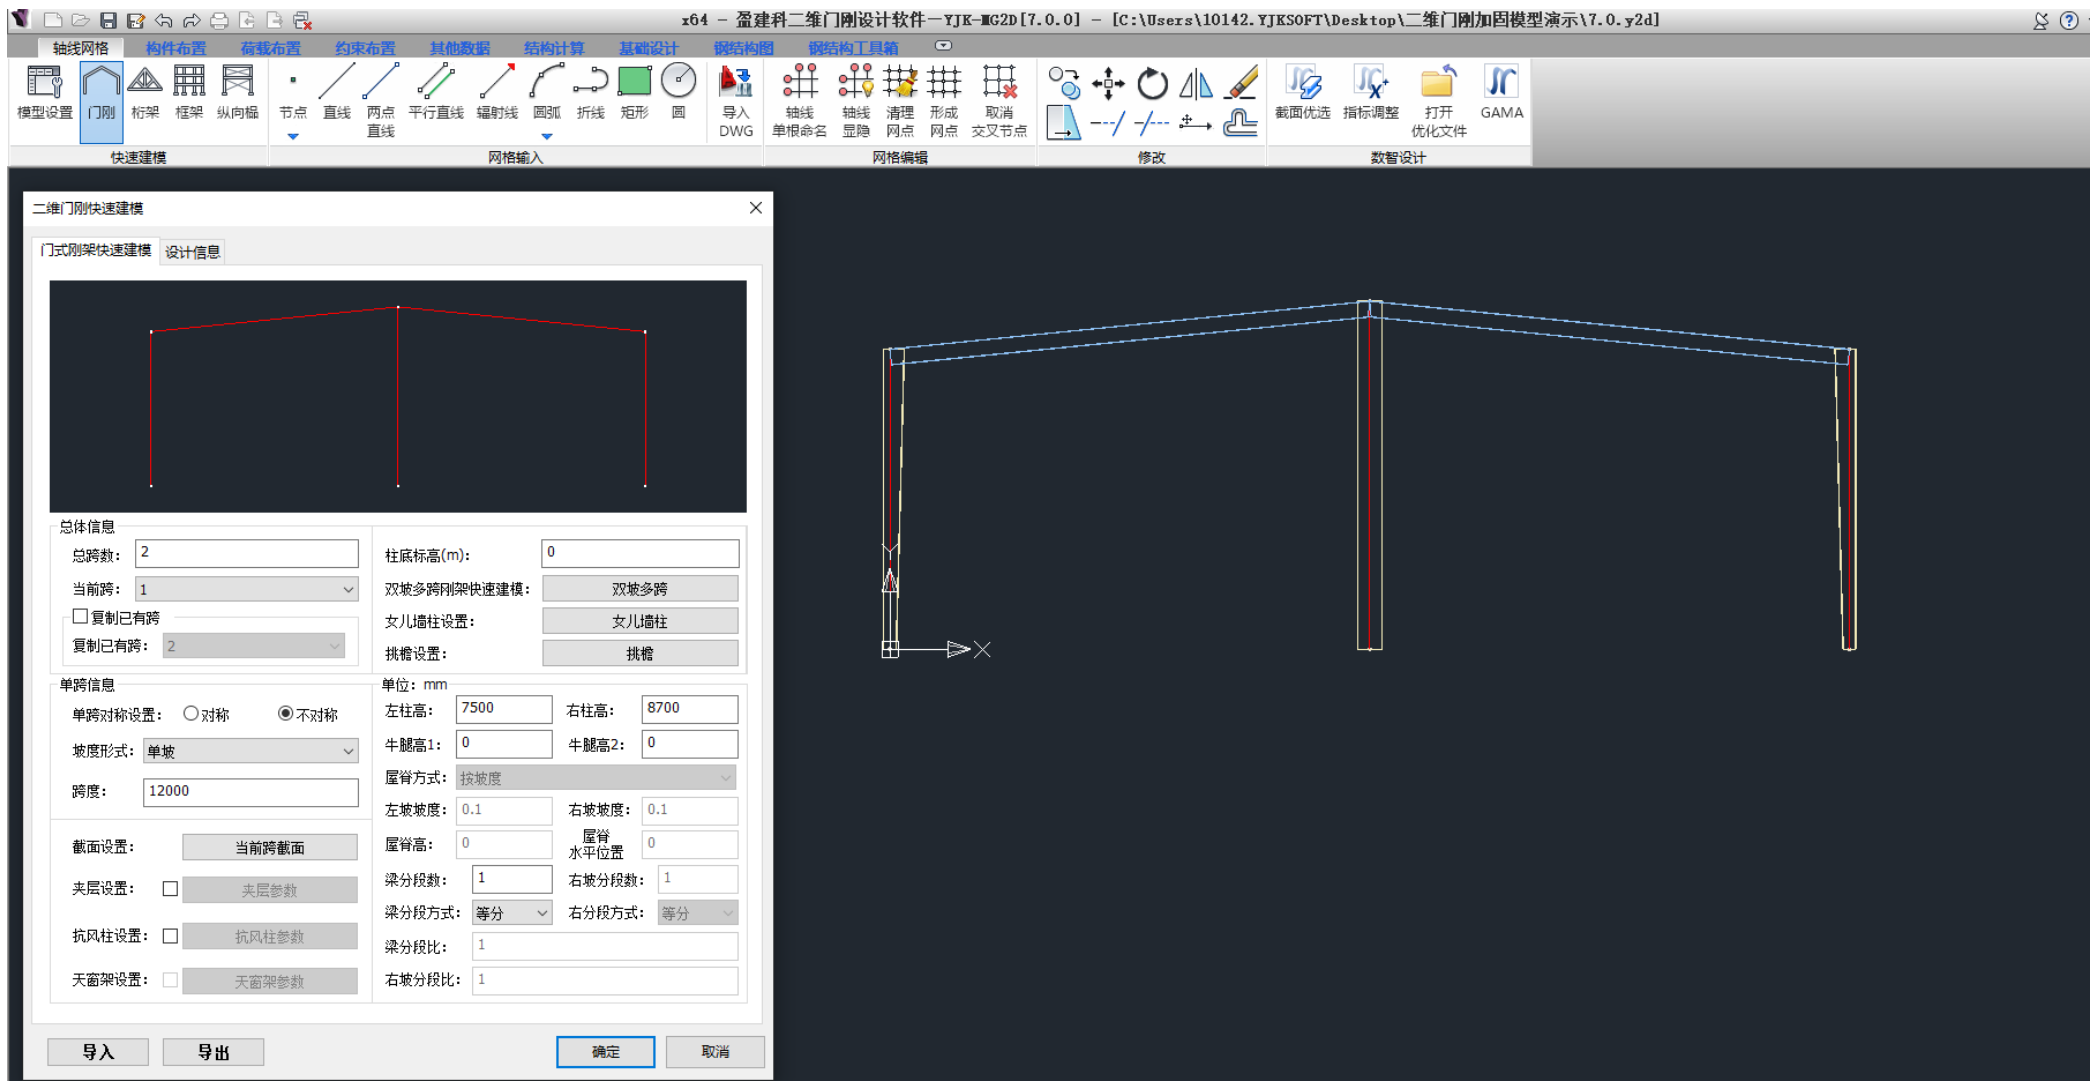 x64 - 盈建科二维门刚设计软件-YJK-MG2D[7.0.0] - [C:\Users\10142.YJKSOFT\Desktop\二维门刚加固模型演示\7.0.y2d]
轴线网格 构件布置 荷载布置 约束布置 其他数据 结构计算 基础设计 钢结构图 钢结构工具箱
模型设置 门刚 桁架 框架 纵向榀 节点 直线 两点直线 平行直线 辐射线 圆弧 折线 矩形 圆 导入DWG 轴线单根命名 轴线显隐 清理网点 形成网点 取消交叉节点 截面优选 指标调整 打开优化文件 GAMA
快速建模 网格输入 网格编辑 修改 数智设计
二维门刚快速建模
门式刚架快速建模 设计信息
总体信息
总跨数: 2
当前跨: 1
复制已有跨
复制已有跨: 2
柱底标高(m): 0
双坡多跨刚架快速建模: 双坡多跨
女儿墙柱设置: 女儿墙柱
挑檐设置: 挑檐
单跨信息
单跨对称设置: 对称 不对称
坡度形式: 单坡
跨度: 12000
截面设置: 当前跨截面
夹层设置: 夹层参数
抗风柱设置: 抗风柱参数
天窗架设置: 天窗架参数
单位: mm
左柱高: 7500 右柱高: 8700
牛腿高1: 0 牛腿高2: 0
屋脊方式: 按坡度
左坡坡度: 0.1 右坡坡度: 0.1
屋脊高: 0 屋脊水平位置 0
梁分段数: 1 右坡分段数: 1
梁分段方式: 等分 右分段方式: 等分
梁分段比: 1
右坡分段比: 1
导入 导出 确定 取消
X